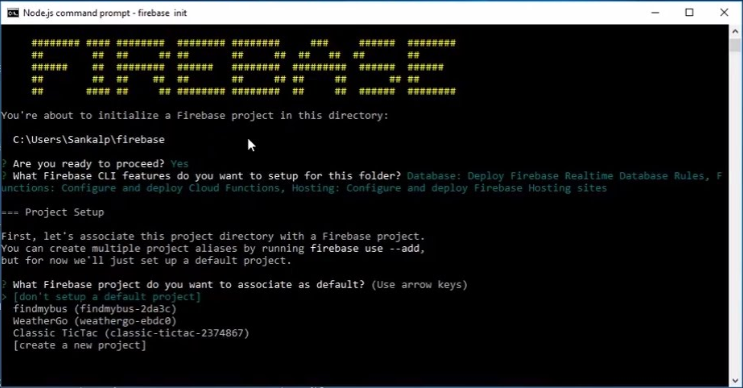 Node.js command prompt - firebase init
FIREBASE
You're about to initialize a Firebase project in this directory:
C:\Users\Sankalp\firebase
? Are you ready to proceed? Yes
? What Firebase CLI features do you want to setup for this folder? Database: Deploy Firebase Realtime Database Rules, F
unctions: Configure and deploy Cloud Functions, Hosting: Configure and deploy Firebase Hosting sites
=== Project Setup
First, let's associate this project directory with a Firebase project.
You can create multiple project aliases by running firebase use --add,
but for now we'll just set up a default project.
? What Firebase project do you want to associate as default? (Use arrow keys)
> [don't setup a default project]
findmybus (findmybus-2da3c)
WeatherGo (weathergo-ebdc0)
Classic TicTac (classic-tictac-2374867)
[create a new project]